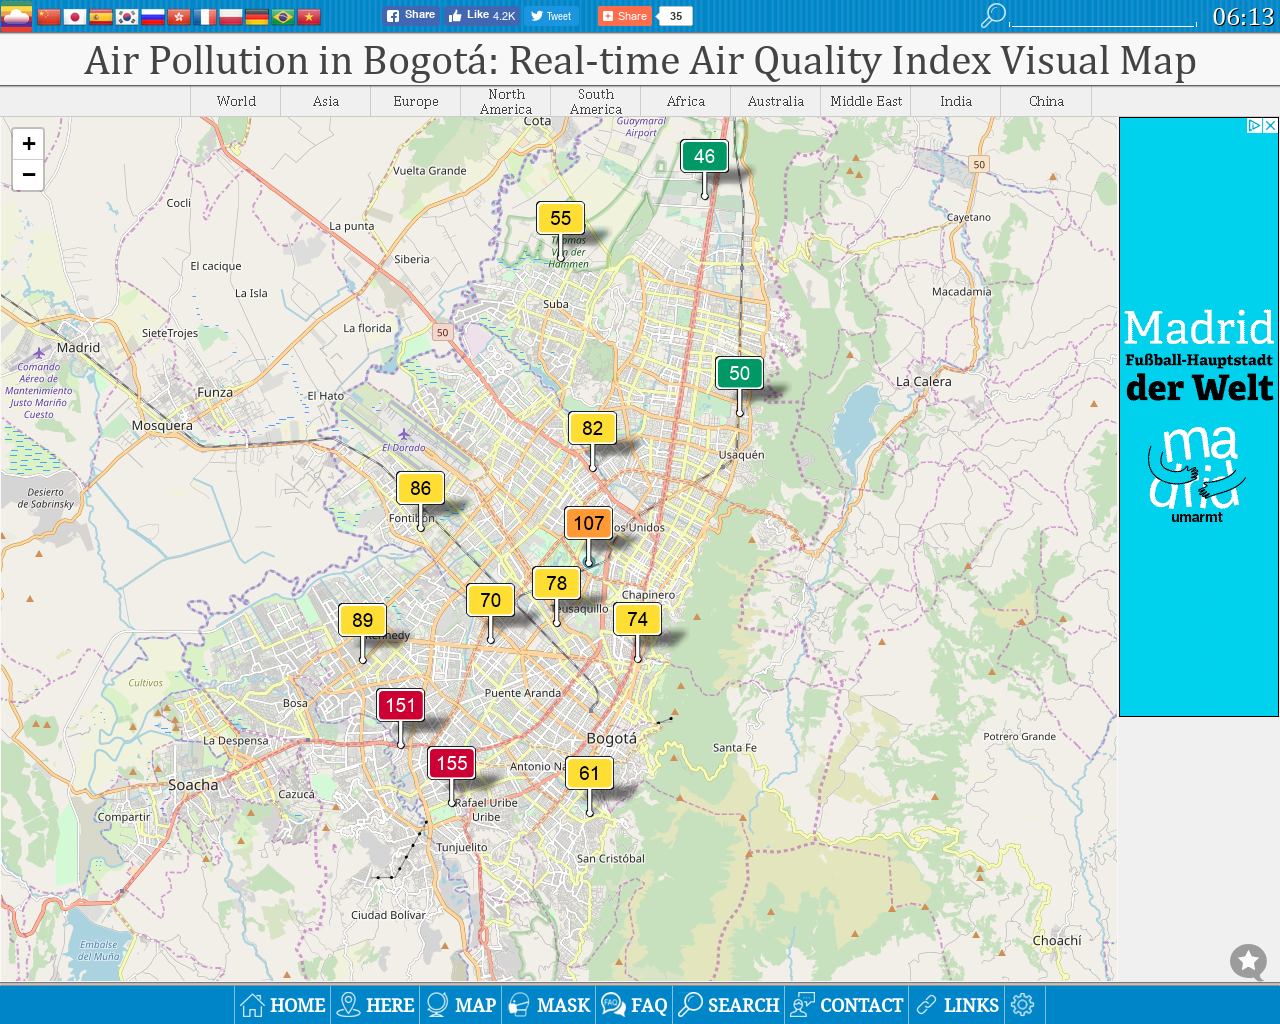 Share
Like 4.2K
Tweet
Share
35
06:13
Air Pollution in Bogotá: Real-time Air Quality Index Visual Map
World
Asia
Europe
North America
South America
Africa
Australia
Middle East
India
China
+
−
Cota
Guaymaral
Airport
46
50
Vuelta Grande
Cocli
55
Cayetano
La punta
Thomas
Van der
Hammen
Siberia
El cacique
La Isla
Macadamia
Suba
La florida
50
SieteTrojes
Madrid
Comando
Aéreo de
Mantenimiento
Justo Mariño
Cuesto
50
La Calera
Funza
El Hato
Mosquera
82
El Dorado
Usaquén
Desierto
de Sabrinsky
86
Fontibón
107
os Unidos
78
Teusaquillo
Chapinero
70
74
89
Kennedy
Cultivos
Puente Aranda
Bosa
151
La Despensa
Bogotá
Santa Fe
Potrero Grande
155
Antonio Na
61
Soacha
Cazucá
Rafael Uribe
Uribe
Compartir
Tunjuelito
San Cristóbal
Ciudad Bolívar
Embalse
del Muña
Choachí
Madrid
Fußball-Hauptstadt
der Welt
ma
drid
umarmt
HOME
HERE
MAP
MASK
FAQ
FAQ
SEARCH
CONTACT
LINKS